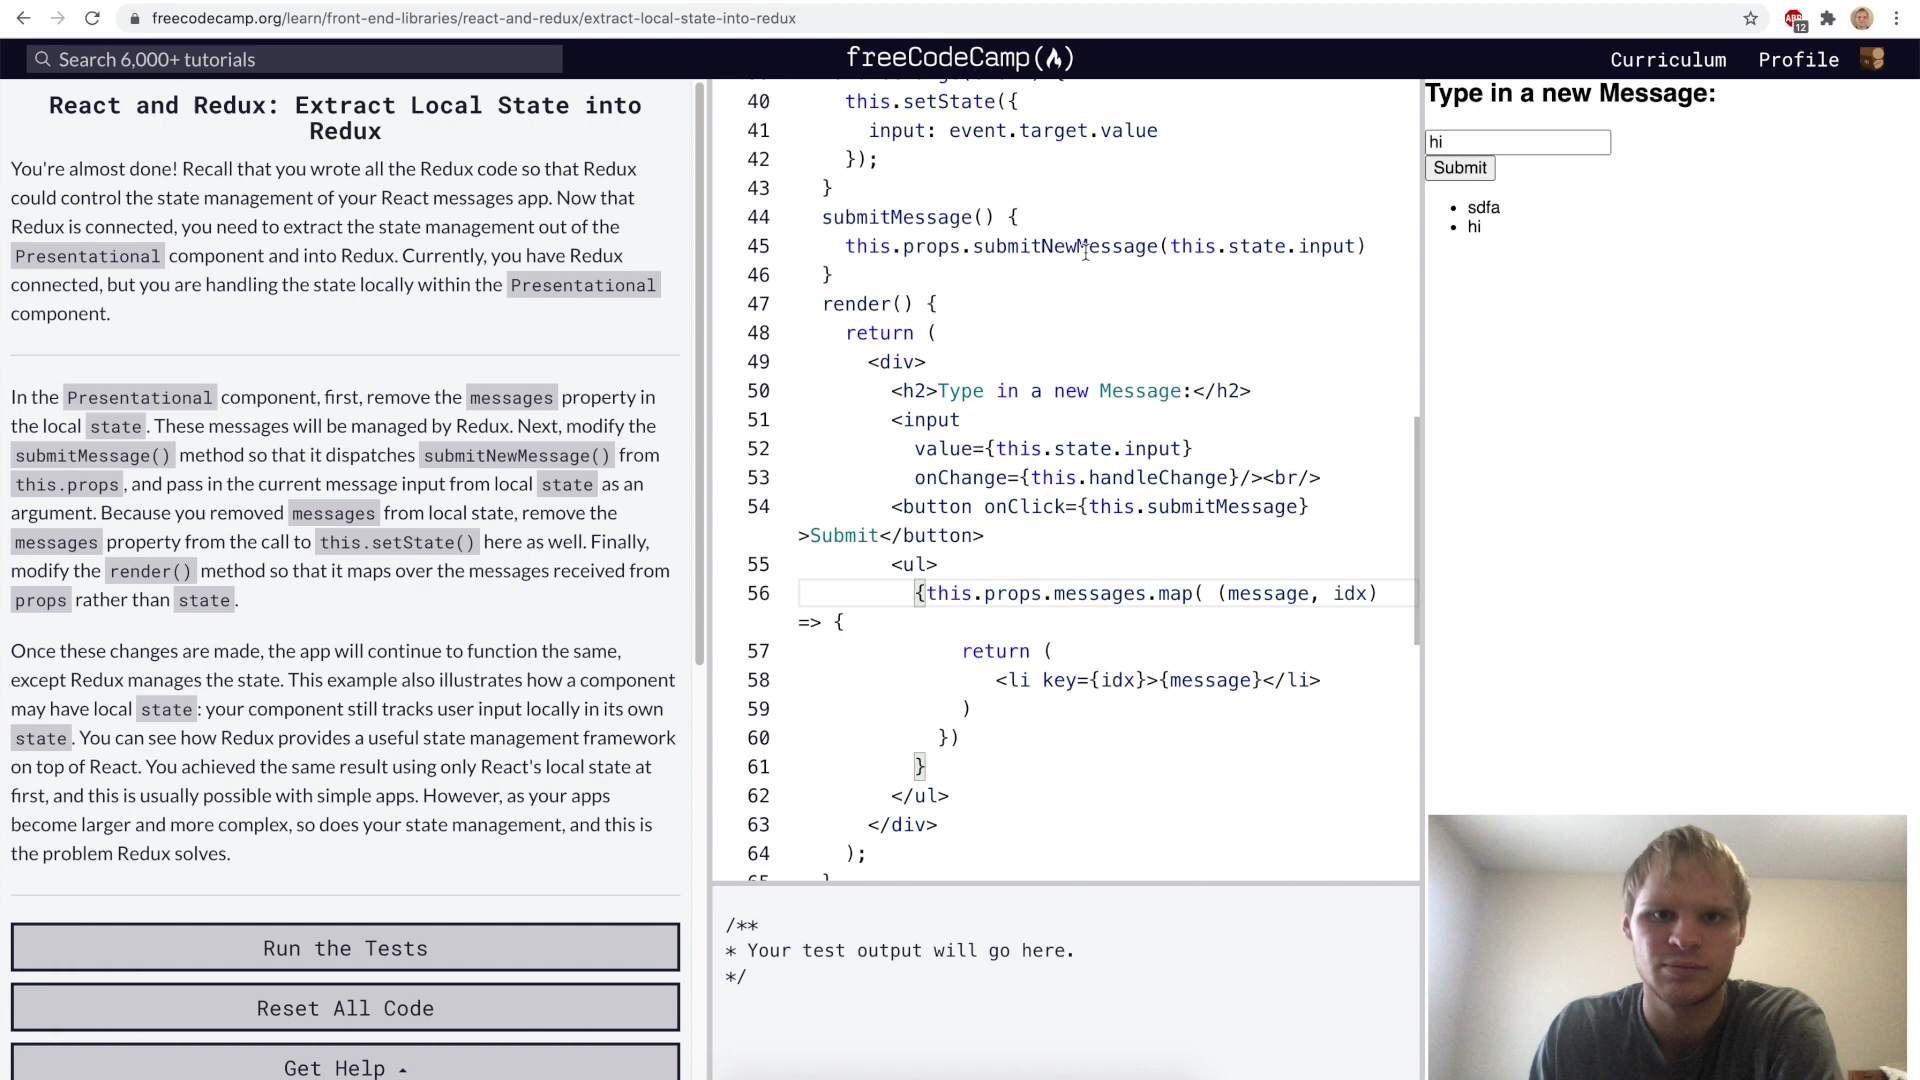 freecodecamp.org/learn/front-end-libraries/react-and-redux/extract-local-state-into-redux
ABP
12
Search 6,000+ tutorials
freeCodeCamp
Curriculum
Profile
React and Redux: Extract Local State into
Redux
You're almost done! Recall that you wrote all the Redux code so that Redux
could control the state management of your React messages app. Now that
Redux is connected, you need to extract the state management out of the
Presentational component and into Redux. Currently, you have Redux
connected, but you are handling the state locally within the Presentational
component.
In the Presentational component, first, remove the messages property in
the local state. These messages will be managed by Redux. Next, modify the
submitMessage() method so that it dispatches submitNewMessage() from
this.props, and pass in the current message input from local state as an
argument. Because you removed messages from local state, remove the
messages property from the call to this.setState() here as well. Finally,
modify the render() method so that it maps over the messages received from
props rather than state.
Once these changes are made, the app will continue to function the same,
except Redux manages the state. This example also illustrates how a component
may have local state: your component still tracks user input locally in its own
state. You can see how Redux provides a useful state management framework
on top of React. You achieved the same result using only React's local state at
first, and this is usually possible with simple apps. However, as your apps
become larger and more complex, so does your state management, and this is
the problem Redux solves.
Run the Tests
Reset All Code
Get Help
40 this.setState({
41 input: event.target.value
42 });
43 }
44 submitMessage() {
45 this.props.submitNewMessage(this.state.input)
46 }
47 render() {
48 return (
49 <div>
50 <h2>Type in a new Message:</h2>
51 <input
52 value={this.state.input}
53 onChange={this.handleChange}/><br/>
54 <button onClick={this.submitMessage}
>Submit</button>
55 <ul>
56 {this.props.messages.map( (message, idx)
=> {
57 return (
58 <li key={idx}>{message}</li>
59 )
60 })
61 }
62 </ul>
63 </div>
64 );
/**
* Your test output will go here.
*/
Type in a new Message:
hi
Submit
• sdfa
• hi